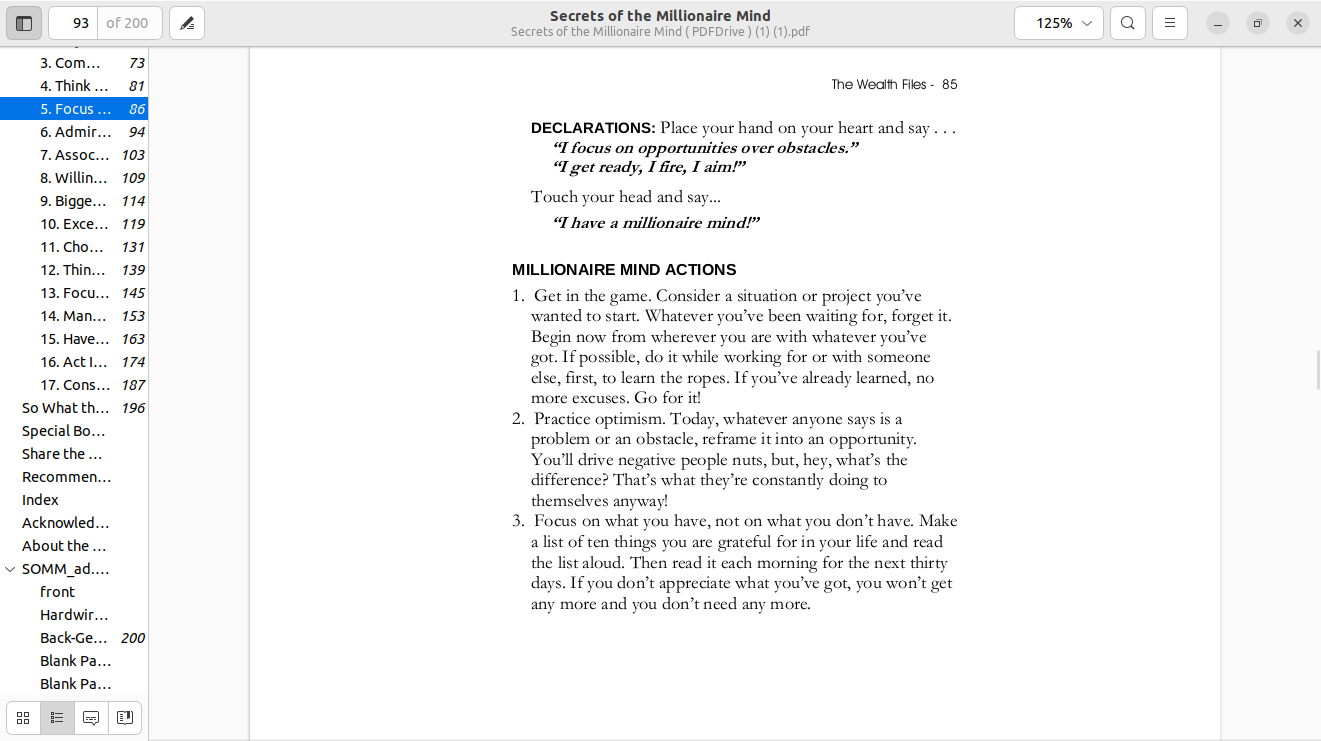 93 of 200
Secrets of the Millionaire Mind
Secrets of the Millionaire Mind ( PDFDrive ) (1) (1).pdf
125%
3. Com… 73
4. Think … 81
5. Focus … 86
6. Admir… 94
7. Assoc… 103
8. Willin… 109
9. Bigge… 114
10. Exce… 119
11. Cho… 131
12. Thin… 139
13. Focu… 145
14. Man… 153
15. Have… 163
16. Act I… 174
17. Cons… 187
So What th… 196
Special Bo…
Share the …
Recommen…
Index
Acknowled…
About the …
SOMM_ad.…
front
Hardwir…
Back-Ge… 200
Blank Pa…
Blank Pa…
The Wealth Files - 85
DECLARATIONS: Place your hand on your heart and say . . .
“I focus on opportunities over obstacles.”
“I get ready, I fire, I aim!”
Touch your head and say...
“I have a millionaire mind!”
MILLIONAIRE MIND ACTIONS
1. Get in the game. Consider a situation or project you’ve
wanted to start. Whatever you’ve been waiting for, forget it.
Begin now from wherever you are with whatever you’ve
got. If possible, do it while working for or with someone
else, first, to learn the ropes. If you’ve already learned, no
more excuses. Go for it!
2. Practice optimism. Today, whatever anyone says is a
problem or an obstacle, reframe it into an opportunity.
You’ll drive negative people nuts, but, hey, what’s the
difference? That’s what they’re constantly doing to
themselves anyway!
3. Focus on what you have, not on what you don’t have. Make
a list of ten things you are grateful for in your life and read
the list aloud. Then read it each morning for the next thirty
days. If you don’t appreciate what you’ve got, you won’t get
any more and you don’t need any more.